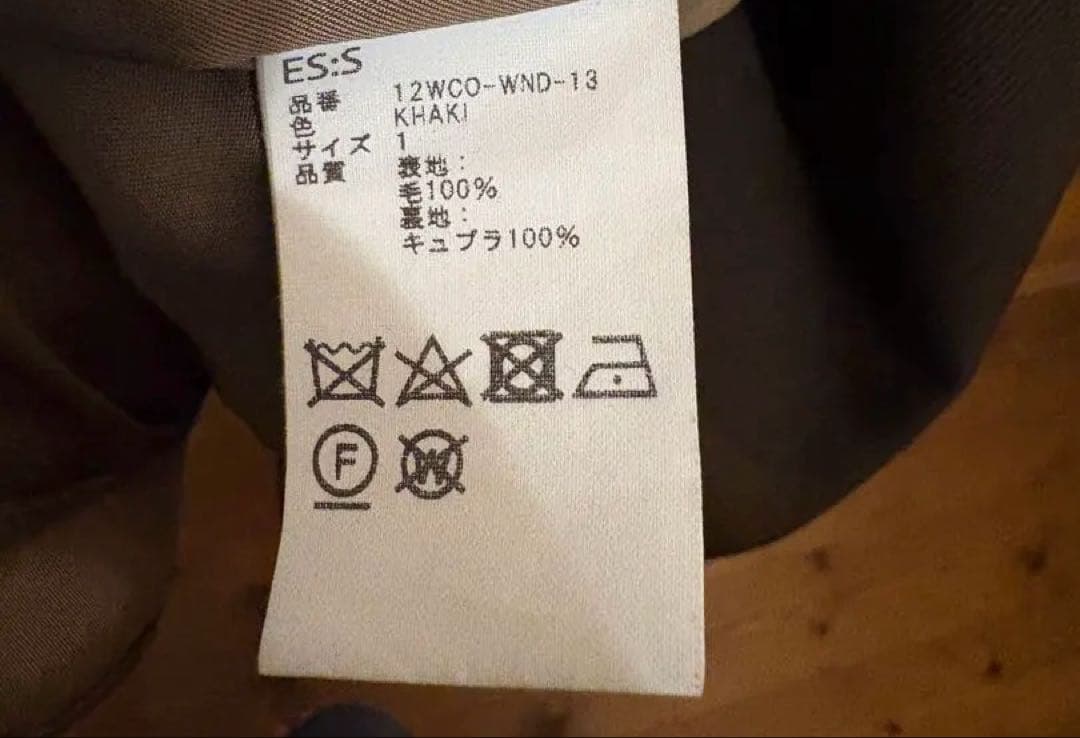 ES:S
品番 12WCO-WND-13
色 KHAKI
サイズ 1
品質 表地:
毛100%
裏地:
キュプラ100%
F W